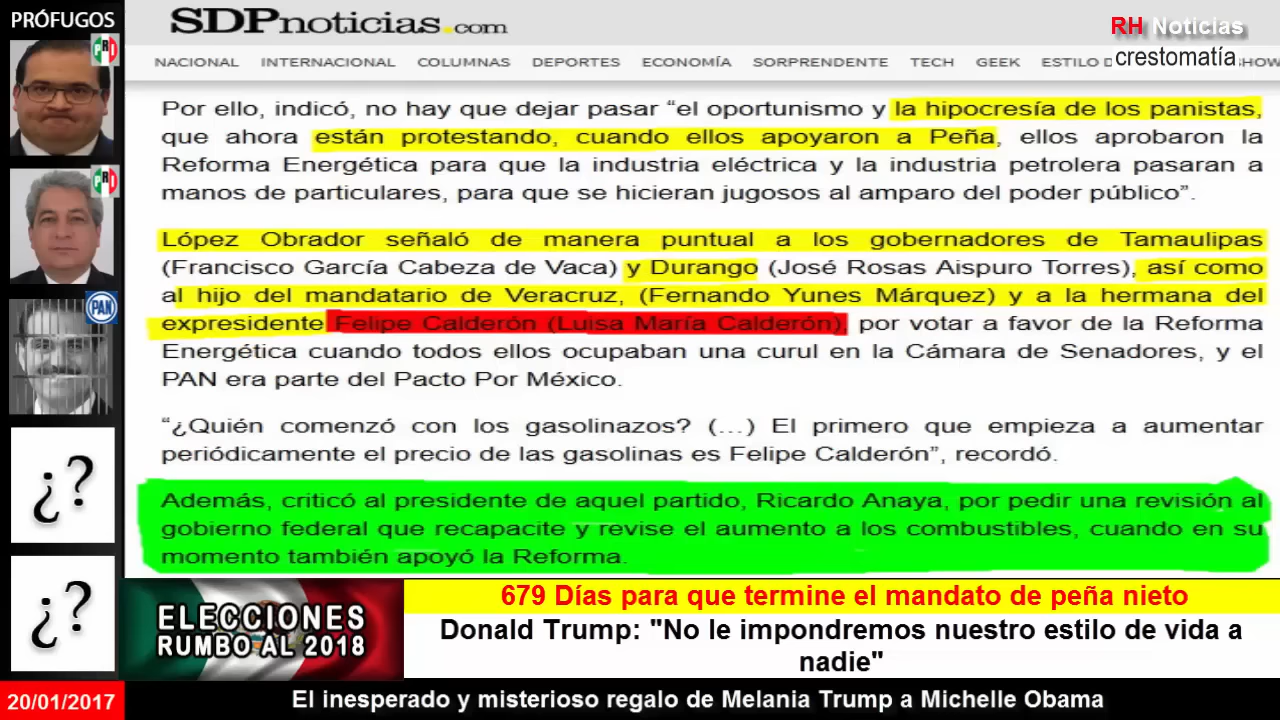 PRÓFUGOS
PRI
PRI
PAN
¿?
¿?
20/01/2017
SDPnoticias.com
RH Noticias
crestomatía
NACIONAL INTERNACIONAL COLUMNAS DEPORTES ECONOMÍA SORPRENDENTE TECH GEEK ESTILO
Por ello, indicó, no hay que dejar pasar “el oportunismo y la hipocresía de los panistas,
que ahora están protestando, cuando ellos apoyaron a Peña, ellos aprobaron la
Reforma Energética para que la industria eléctrica y la industria petrolera pasaran a
manos de particulares, para que se hicieran jugosos al amparo del poder público”.
López Obrador señaló de manera puntual a los gobernadores de Tamaulipas
(Francisco García Cabeza de Vaca) y Durango (José Rosas Aispuro Torres), así como
al hijo del mandatario de Veracruz, (Fernando Yunes Márquez) y a la hermana del
expresidente Felipe Calderón (Luisa María Calderón), por votar a favor de la Reforma
Energética cuando todos ellos ocupaban una curul en la Cámara de Senadores, y el
PAN era parte del Pacto Por México.
“¿Quién comenzó con los gasolinazos? (...) El primero que empieza a aumentar
periódicamente el precio de las gasolinas es Felipe Calderón”, recordó.
Además, criticó al presidente de aquel partido, Ricardo Anaya, por pedir una revisión al
gobierno federal que recapacite y revise el aumento a los combustibles, cuando en su
momento también apoyó la Reforma.
ELECCIONES
RUMBO AL 2018
679 Días para que termine el mandato de peña nieto
Donald Trump: "No le impondremos nuestro estilo de vida a
nadie"
El inesperado y misterioso regalo de Melania Trump a Michelle Obama